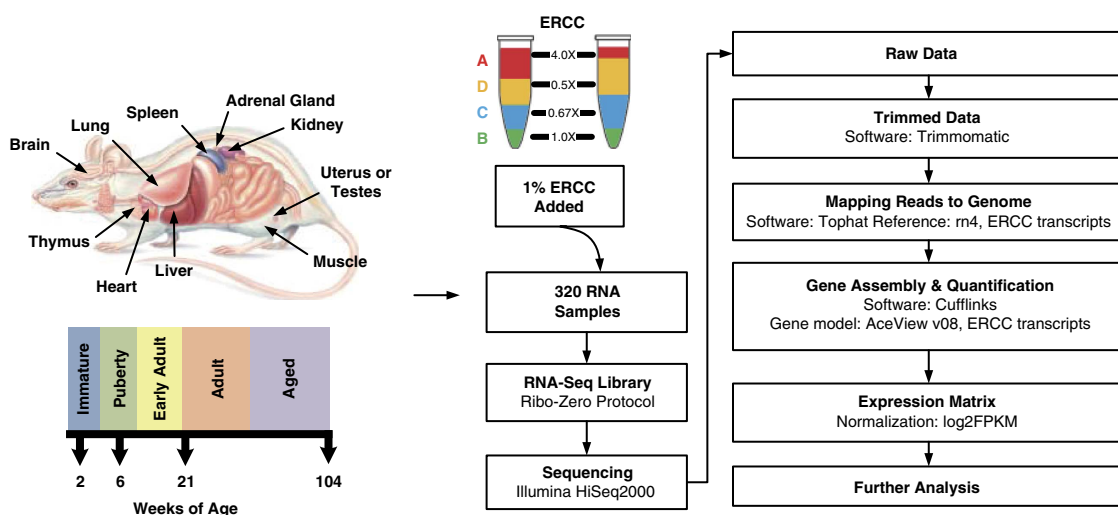 Brain
Lung
Spleen
Adrenal Gland
Kidney
Uterus or
Testes
Thymus
Heart
Liver
Muscle
Immature
Puberty
Early Adult
Adult
Aged
2
6
21
104
Weeks of Age
ERCC
A
4.0X
D
0.5X
C
0.67X
B
1.0X
1% ERCC
Added
320 RNA
Samples
RNA-Seq Library
Ribo-Zero Protocol
Sequencing
Illumina HiSeq2000
Raw Data
Trimmed Data
Software: Trimmomatic
Mapping Reads to Genome
Software: Tophat Reference: rn4, ERCC transcripts
Gene Assembly & Quantification
Software: Cufflinks
Gene model: AceView v08, ERCC transcripts
Expression Matrix
Normalization: log2FPKM
Further Analysis